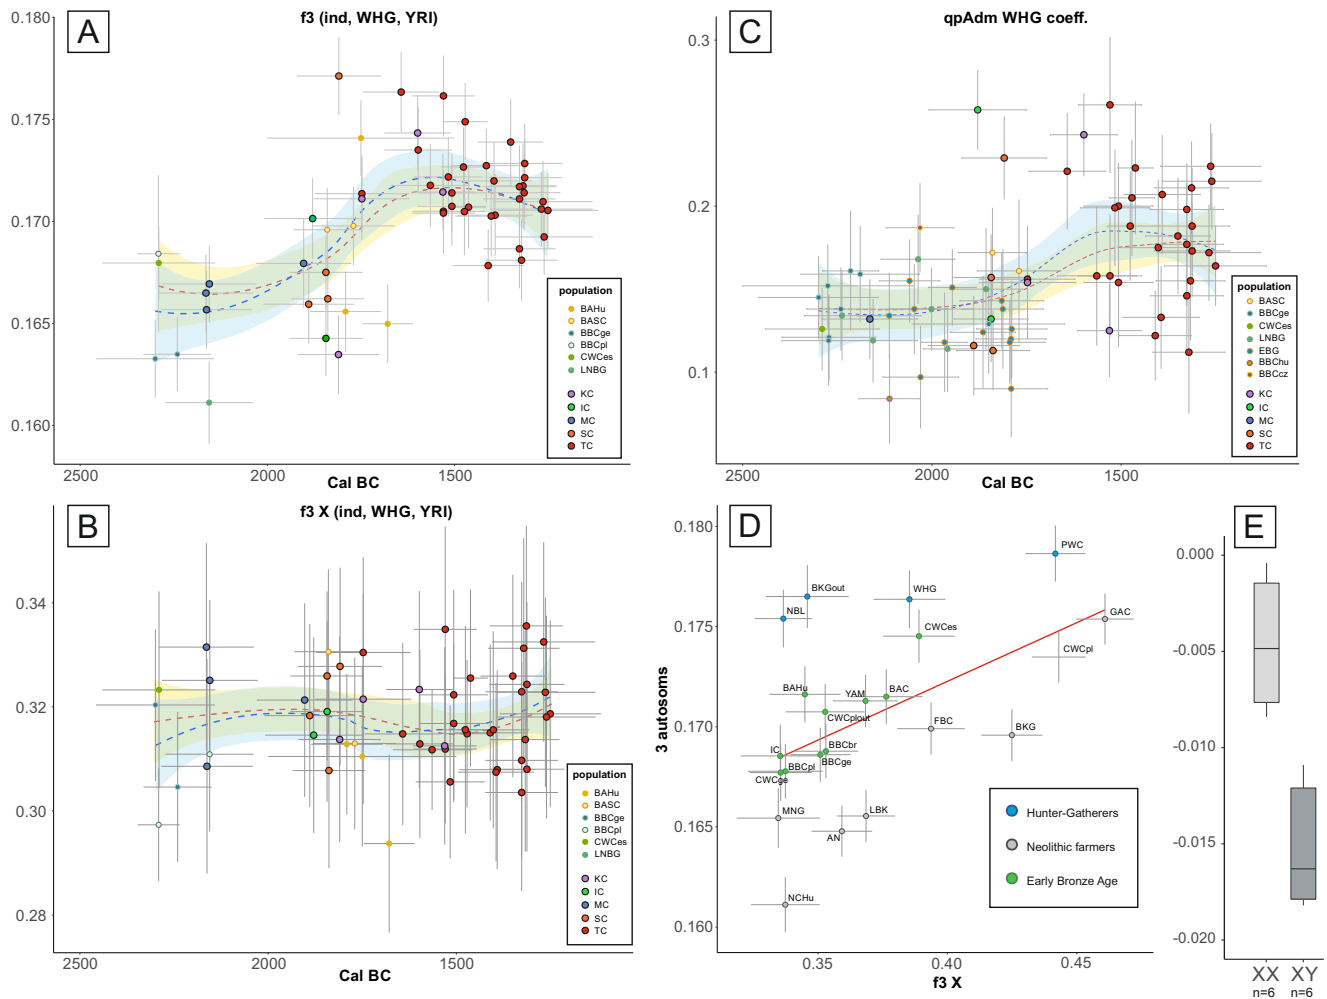 A
f3 (ind, WHG, YRI)
0.180
0.175
0.170
0.165
0.160
2500
2000
1500
Cal BC
population
BAHu
BASC
BBCge
BBCpl
CWCes
LNBG
KC
IC
MC
SC
TC
C
qpAdm WHG coeff.
0.3
0.2
0.1
2500
2000
1500
Cal BC
population
BASC
BBCge
CWCes
LNBG
EBG
BBChu
BBCcz
KC
IC
MC
SC
TC
B
f3 X (ind, WHG, YRI)
0.34
0.32
0.30
0.28
2500
2000
1500
Cal BC
population
BAHu
BASC
BBCge
BBCpl
CWCes
LNBG
KC
IC
MC
SC
TC
D
3 autosoms
0.180
0.175
0.170
0.165
0.160
PWC
BKGout
WHG
NBL
GAC
CWCes
CWCpl
BAHu
YAM
BAC
CWCplout
FBC
BKG
IC
BBCbr
BBCpl
BBCge
CWCge
MNG
LBK
AN
NCHu
Hunter-Gatherers
Neolithic farmers
Early Bronze Age
0.35
0.40
0.45
f3 X
E
0.000
-0.005
-0.010
-0.015
-0.020
XX XY
n=6 n=6